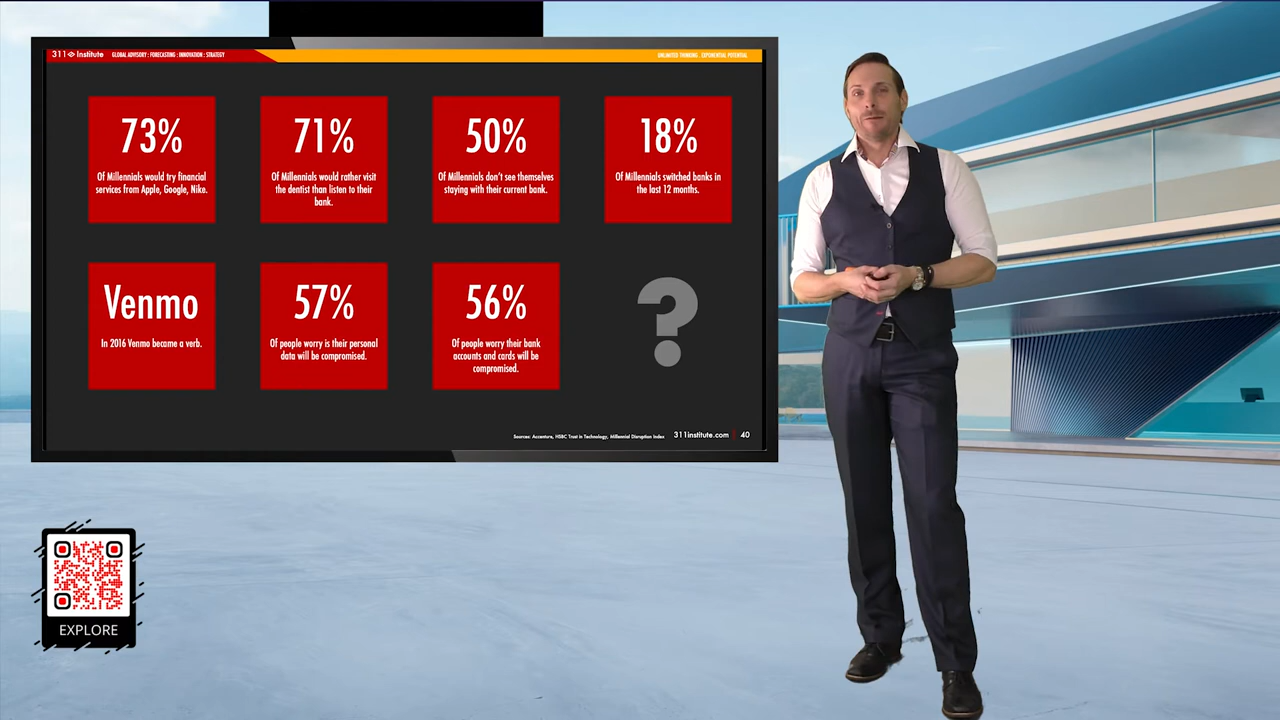 311 Institute GLOBAL ADVISORY : FORECASTING : INNOVATION : STRATEGY
UNLIMITED THINKING . EXPONENTIAL POTENTIAL
73%
Of Millennials would try financial
services from Apple, Google, Nike.
71%
Of Millennials would rather visit
the dentist than listen to their
bank.
50%
Of Millennials don't see themselves
staying with their current bank.
18%
Of Millennials switched banks in
the last 12 months.
Venmo
In 2016 Venmo became a verb.
57%
Of people worry is their personal
data will be compromised.
56%
Of people worry their bank
accounts and cards will be
compromised.
?
Sources: Accenture, HSBC Trust in Technology, Millennial Disruption Index 311institute.com | 40
EXPLORE